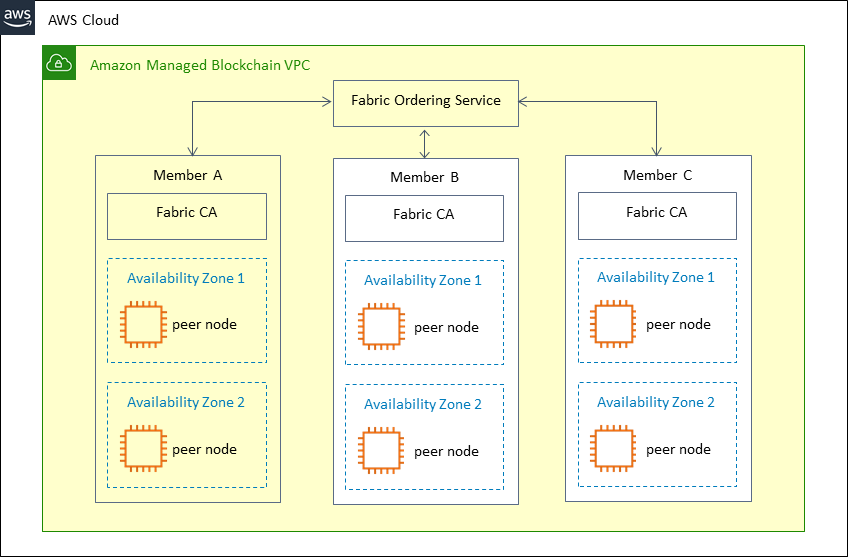 aws
AWS Cloud
Amazon Managed Blockchain VPC
Fabric Ordering Service
Member A
Fabric CA
Availability Zone 1
peer node
Availability Zone 2
peer node
Member B
Fabric CA
Availability Zone 1
peer node
Availability Zone 2
peer node
Member C
Fabric CA
Availability Zone 1
peer node
Availability Zone 2
peer node